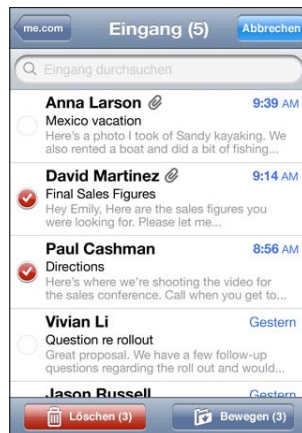 me.com
Eingang (5)
Abbrechen
Eingang durchsuchen
Anna Larson 9:39 AM
Mexico vacation
Here's a photo I took of Sandy kayaking. We
also rented a boat and did a bit of fishing...
David Martinez 9:14 AM
Final Sales Figures
Hey Emily, Here are the sales figures you
were looking for. Please let me...
Paul Cashman 8:56 AM
Directions
Here's where we're shooting the video for
the sales conference. Call when you get to...
Vivian Li Gestern
Question re rollout
Great proposal. We have a few follow-up
questions regarding the roll out and would...
Jason Russell Gestern
Löschen (3)
Bewegen (3)